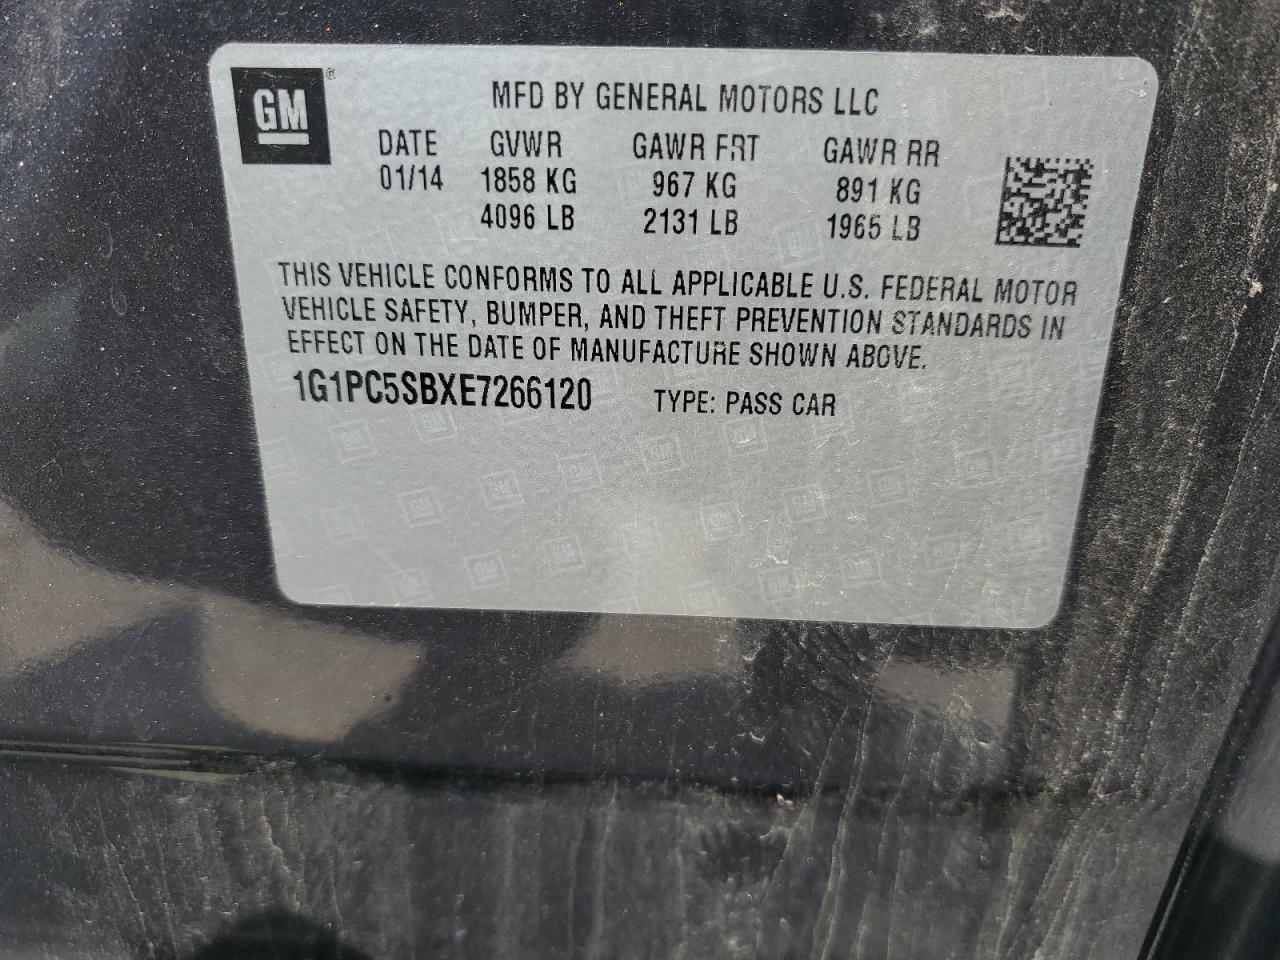 GM ®
MFD BY GENERAL MOTORS LLC
DATE GVWR GAWR FRT GAWR RR
01/14 1858 KG 967 KG 891 KG
4096 LB 2131 LB 1965 LB
THIS VEHICLE CONFORMS TO ALL APPLICABLE U.S. FEDERAL MOTOR
VEHICLE SAFETY, BUMPER, AND THEFT PREVENTION STANDARDS IN
EFFECT ON THE DATE OF MANUFACTURE SHOWN ABOVE.
1G1PC5SBXE7266120 TYPE: PASS CAR